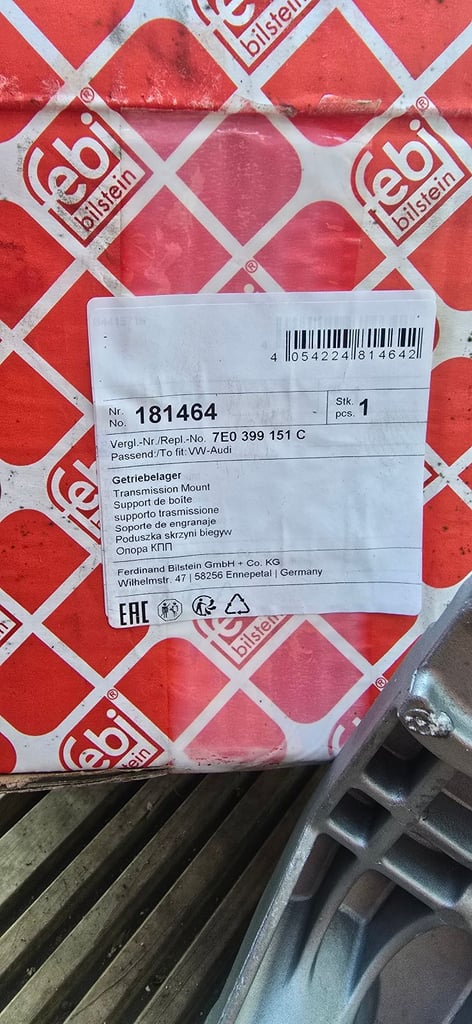 febi
bilstein
febi
bilstein
febi
bilstein
4 054224 814642
Nr.
No. 181464
Stk.
pcs. 1
Vergl.-Nr./Repl.-No. 7E0 399 151 C
Passend:/To fit: VW-Audi
Getriebelager
Transmission Mount
Support de boîte
supporto trasmissione
Soporte de engranaje
Poduszka skrzyni biegyw
Опора КПП
Ferdinand Bilstein GmbH + Co. KG
Wilhelmstr. 47 | 58256 Ennepetal | Germany
EAC
febi
bilstein
febi
bilstein